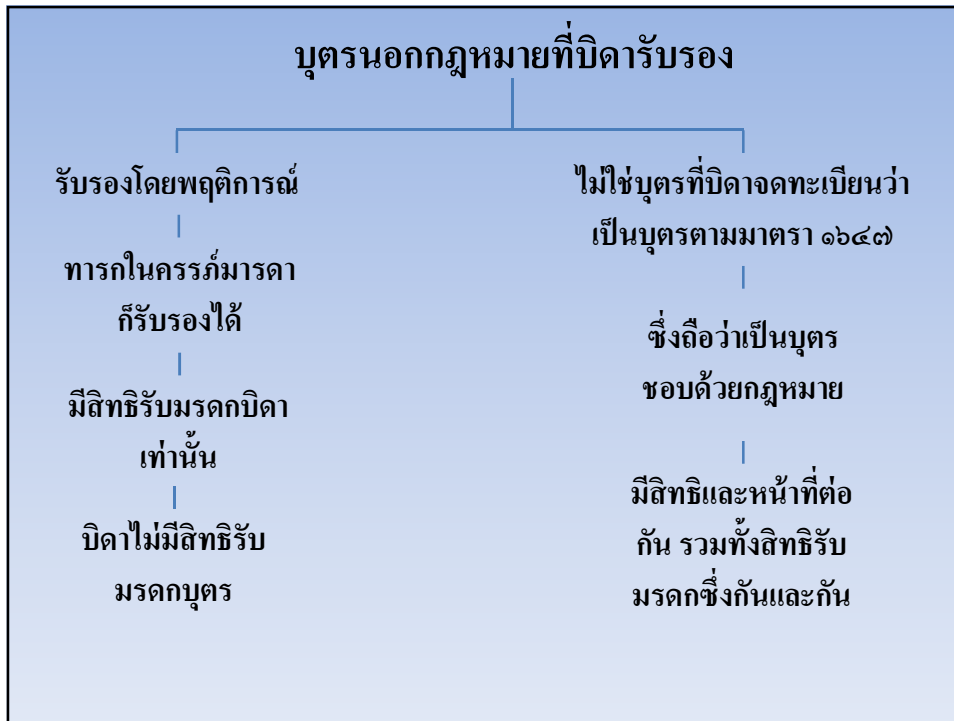 บุตรนอกกฎหมายที่บิดารับรอง
รับรองโดยพฤติการณ์
ทารกในครรภ์มารดา
ก็รับรองได้
มีสิทธิรับมรดกบิดา
เท่านั้น
บิดาไม่มีสิทธิรับ
มรดกบุตร
ไม่ใช่บุตรที่บิดาจดทะเบียนว่า
เป็นบุตรตามมาตรา ๑๖๔๗
ซึ่งถือว่าเป็นบุตร
ชอบด้วยกฎหมาย
มีสิทธิและหน้าที่ต่อ
กัน รวมทั้งสิทธิรับ
มรดกซึ่งกันและกัน